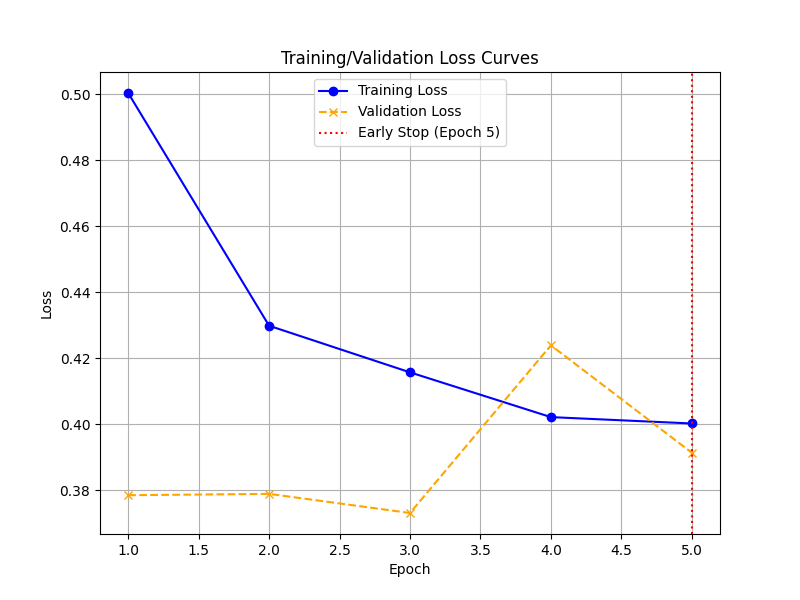 Training/Validation Loss Curves
Training Loss
Validation Loss
Early Stop (Epoch 5)
0.50
0.48
0.46
0.44
0.42
0.40
0.38
Loss
1.0 1.5 2.0 2.5 3.0 3.5 4.0 4.5 5.0
Epoch